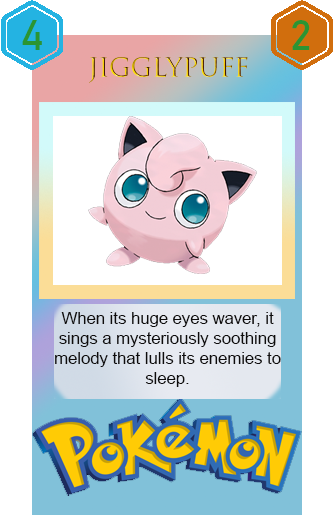 4 2
JIGGLYPUFF
When its huge eyes waver, it
sings a mysteriously soothing
melody that lulls its enemies to
sleep.
POKéMON